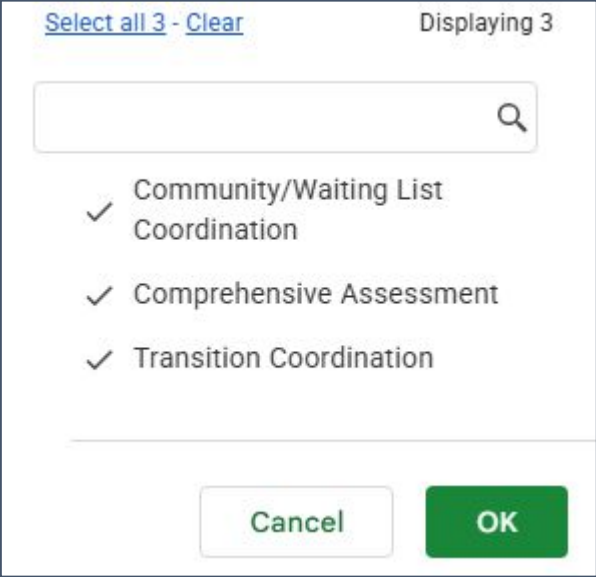 Select all 3 - Clear Displaying 3
Community/Waiting List
Coordination
Comprehensive Assessment
Transition Coordination
Cancel OK